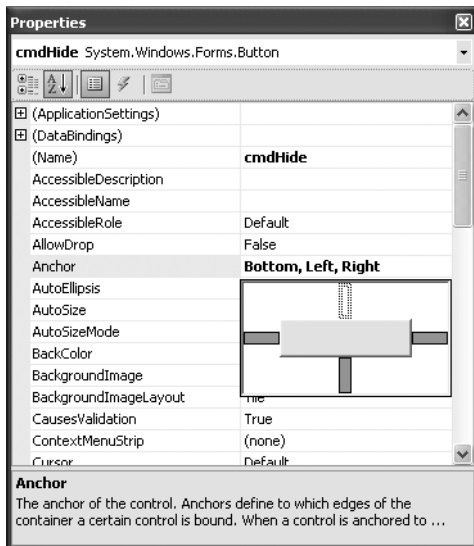 Properties
cmdHide System.Windows.Forms.Button
(ApplicationSettings)
(DataBindings)
(Name) cmdHide
AccessibleDescription
AccessibleName
AccessibleRole Default
AllowDrop False
Anchor Bottom, Left, Right
AutoEllipsis
AutoSize
AutoSizeMode
BackColor
BackgroundImage
BackgroundImageLayout Tile
CausesValidation True
ContextMenuStrip (none)
Cursor Default
Anchor
The anchor of the control. Anchors define to which edges of the
container a certain control is bound. When a control is anchored to ...